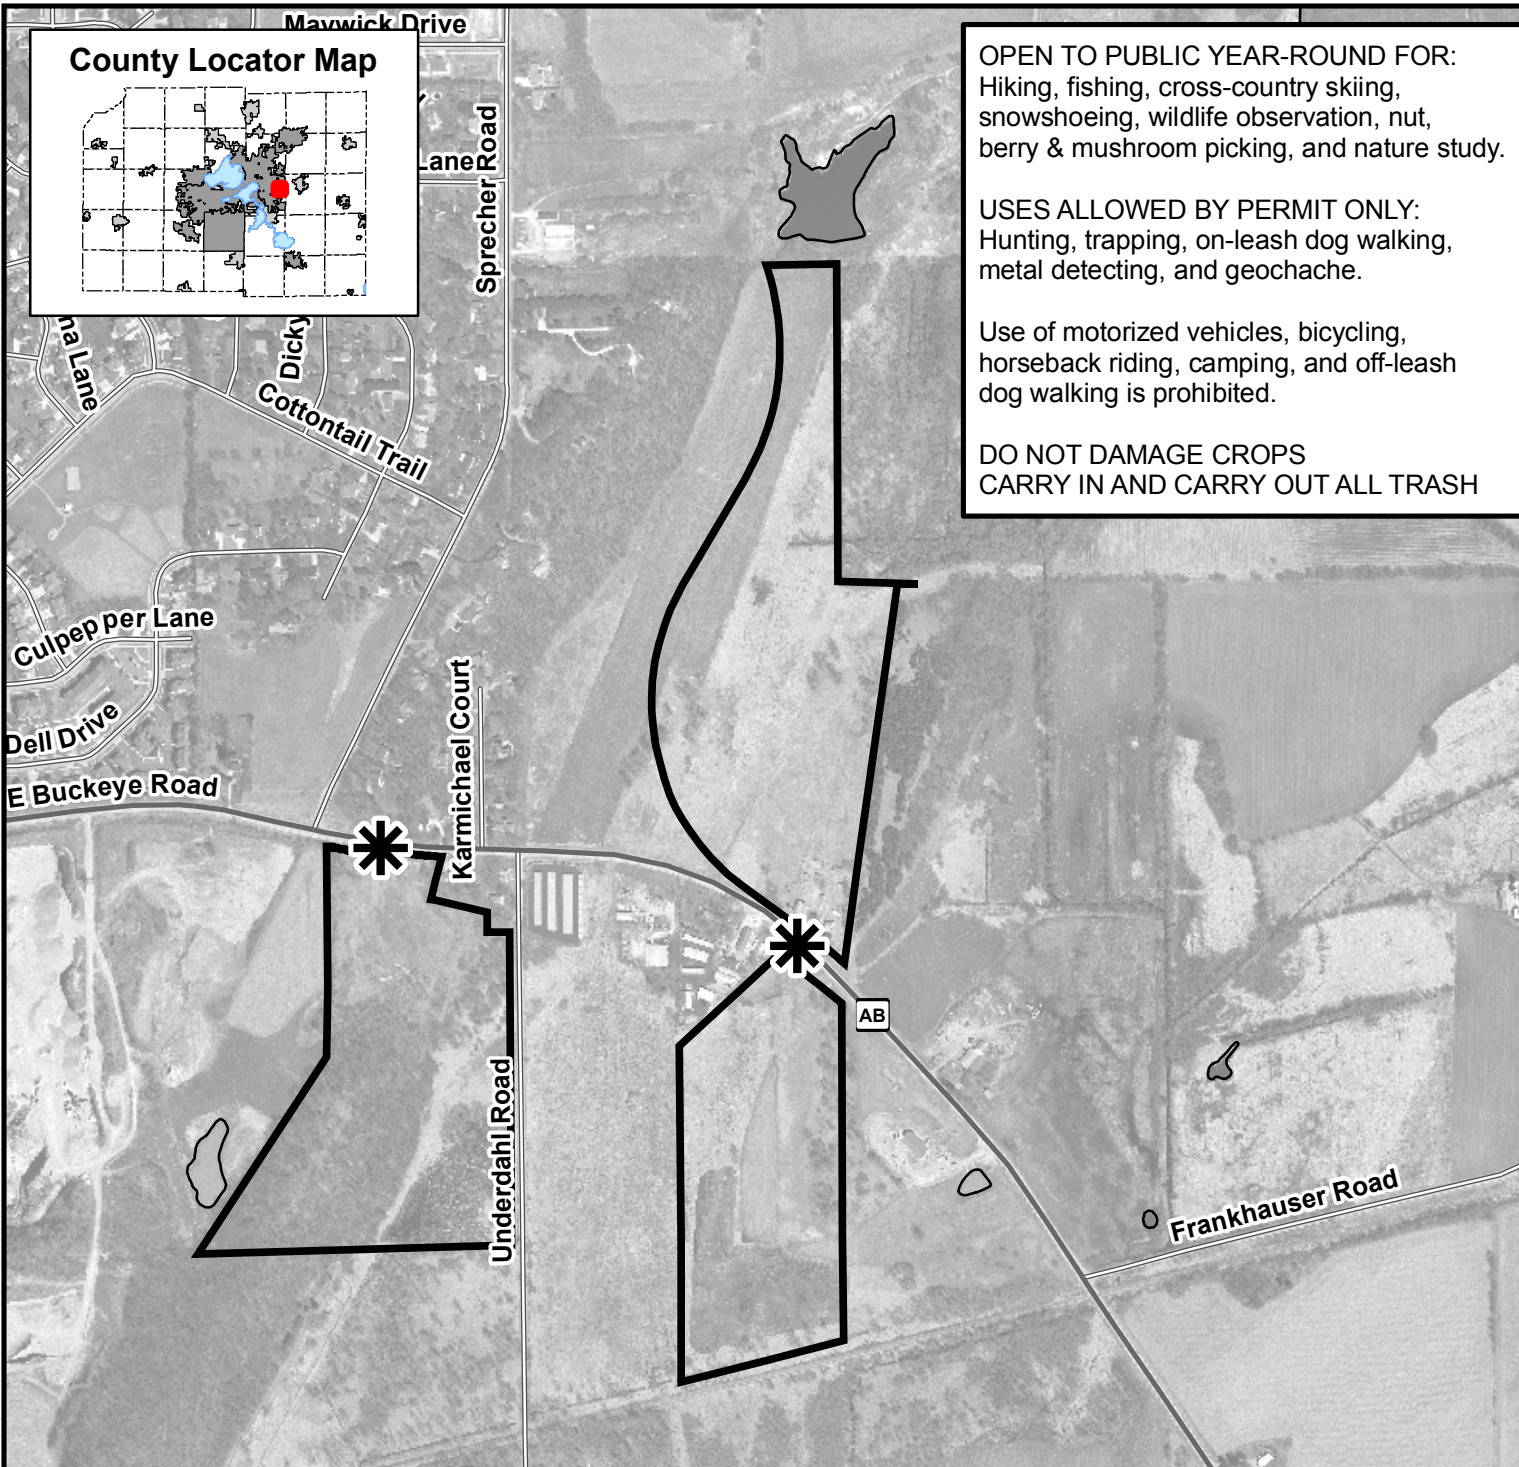 Maywick Drive
County Locator Map
OPEN TO PUBLIC YEAR-ROUND FOR:
Hiking, fishing, cross-country skiing,
snowshoeing, wildlife observation, nut,
berry & mushroom picking, and nature study.
USES ALLOWED BY PERMIT ONLY:
Hunting, trapping, on-leash dog walking,
metal detecting, and geochache.
Use of motorized vehicles, bicycling,
horseback riding, camping, and off-leash
dog walking is prohibited.
DO NOT DAMAGE CROPS
CARRY IN AND CARRY OUT ALL TRASH
Lane
Sprecher Road
na Lane
Dicky
Cottontail Trail
Culpepper Lane
Dell Drive
E Buckeye Road
Karmichael Court
AB
Underdahl Road
Frankhauser Road